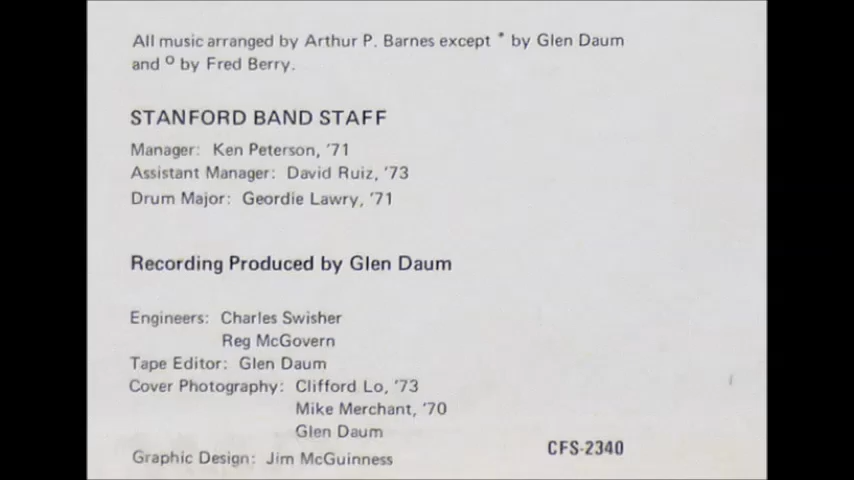 All music arranged by Arthur P. Barnes except * by Glen Daum
and o by Fred Berry.
STANFORD BAND STAFF
Manager: Ken Peterson, '71
Assistant Manager: David Ruiz, '73
Drum Major: Geordie Lawry, '71
Recording Produced by Glen Daum
Engineers: Charles Swisher
Reg McGovern
Tape Editor: Glen Daum
Cover Photography: Clifford Lo, '73
Mike Merchant, '70
Glen Daum
Graphic Design: Jim McGuinness
CFS-2340